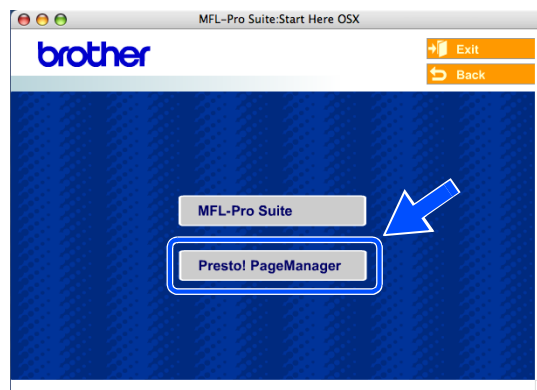 MFL-Pro Suite:Start Here OSX
brother
Exit
Back
MFL-Pro Suite
Presto! PageManager